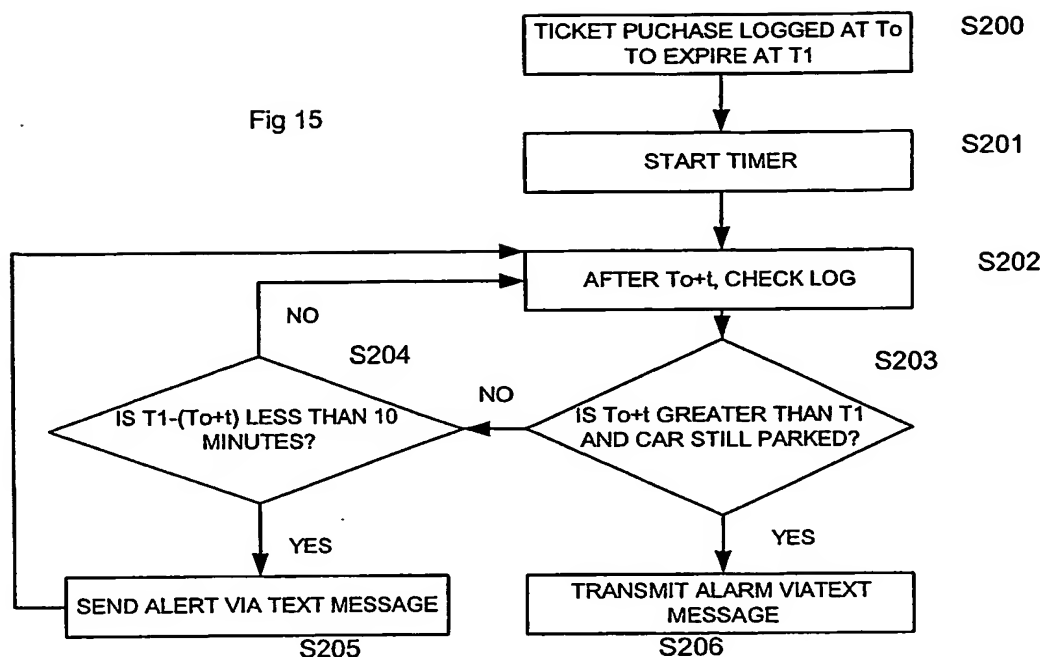 TICKET PUCHASE LOGGED AT To
TO EXPIRE AT T1
S200
Fig 15
START TIMER
S201
AFTER To+t, CHECK LOG
S202
NO
S204
S203
IS T1-(To+t) LESS THAN 10
MINUTES?
NO
IS To+t GREATER THAN T1
AND CAR STILL PARKED?
YES
YES
SEND ALERT VIA TEXT MESSAGE
S205
TRANSMIT ALARM VIATEXT
MESSAGE
S206